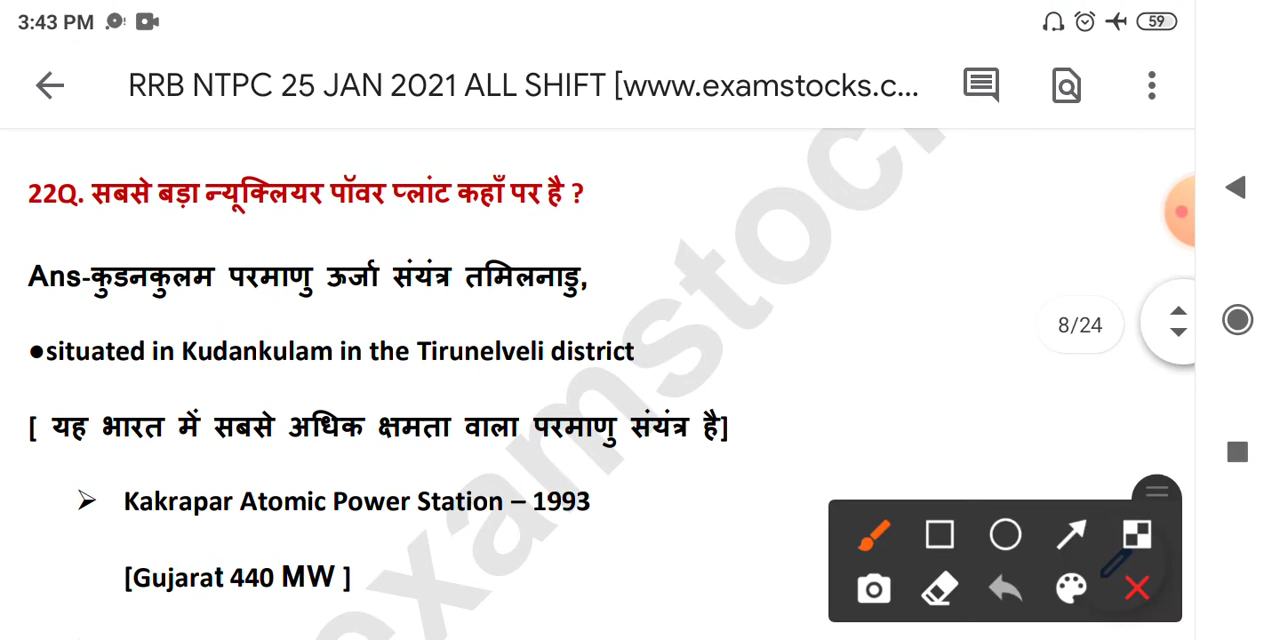 3:43 PM
59
RRB NTPC 25 JAN 2021 ALL SHIFT [www.examstocks.c...
22Q. सबसे बड़ा न्यूक्लियर पॉवर प्लांट कहाँ पर है ?
Ans-कुडनकुलम परमाणु ऊर्जा संयंत्र तमिलनाडु,
8/24
●situated in Kudankulam in the Tirunelveli district
[ यह भारत में सबसे अधिक क्षमता वाला परमाणु संयंत्र है]
➢ Kakrapar Atomic Power Station – 1993
[Gujarat 440 MW ]
examstoc